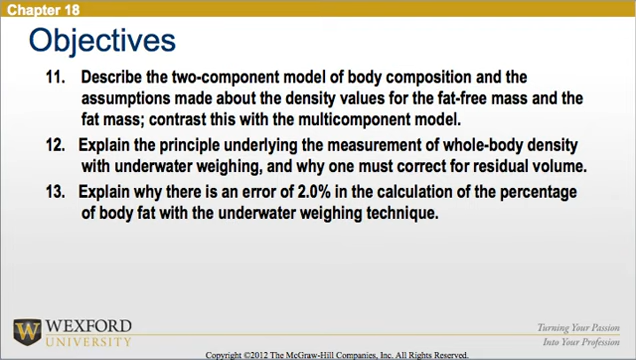 Chapter 18
Objectives
11. Describe the two-component model of body composition and the
assumptions made about the density values for the fat-free mass and the
fat mass; contrast this with the multicomponent model.
12. Explain the principle underlying the measurement of whole-body density
with underwater weighing, and why one must correct for residual volume.
13. Explain why there is an error of 2.0% in the calculation of the percentage
of body fat with the underwater weighing technique.
W WEXFORD
UNIVERSITY
Turning Your Passion
Into Your Profession
Copyright ©2012 The McGraw-Hill Companies, Inc. All Rights Reserved.